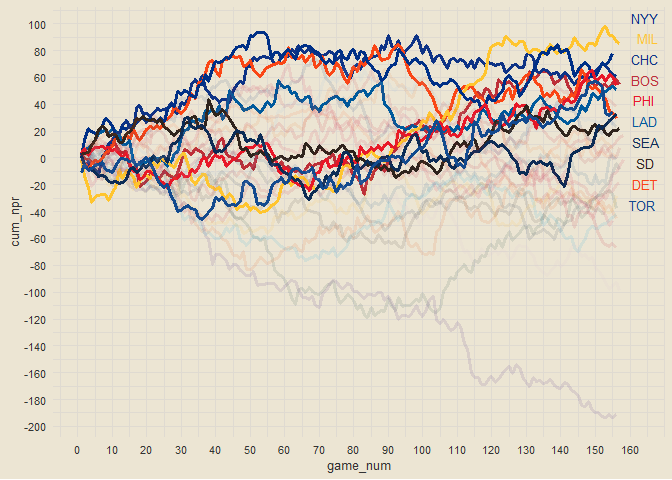 NYY
MIL
CHC
BOS
PHI
LAD
SEA
SD
DET
TOR
100
80
60
40
20
0
-20
-40
-60
-80
-100
-120
-140
-160
-180
-200
cum_npr
0 10 20 30 40 50 60 70 80 90 100 110 120 130 140 150 160
game_num